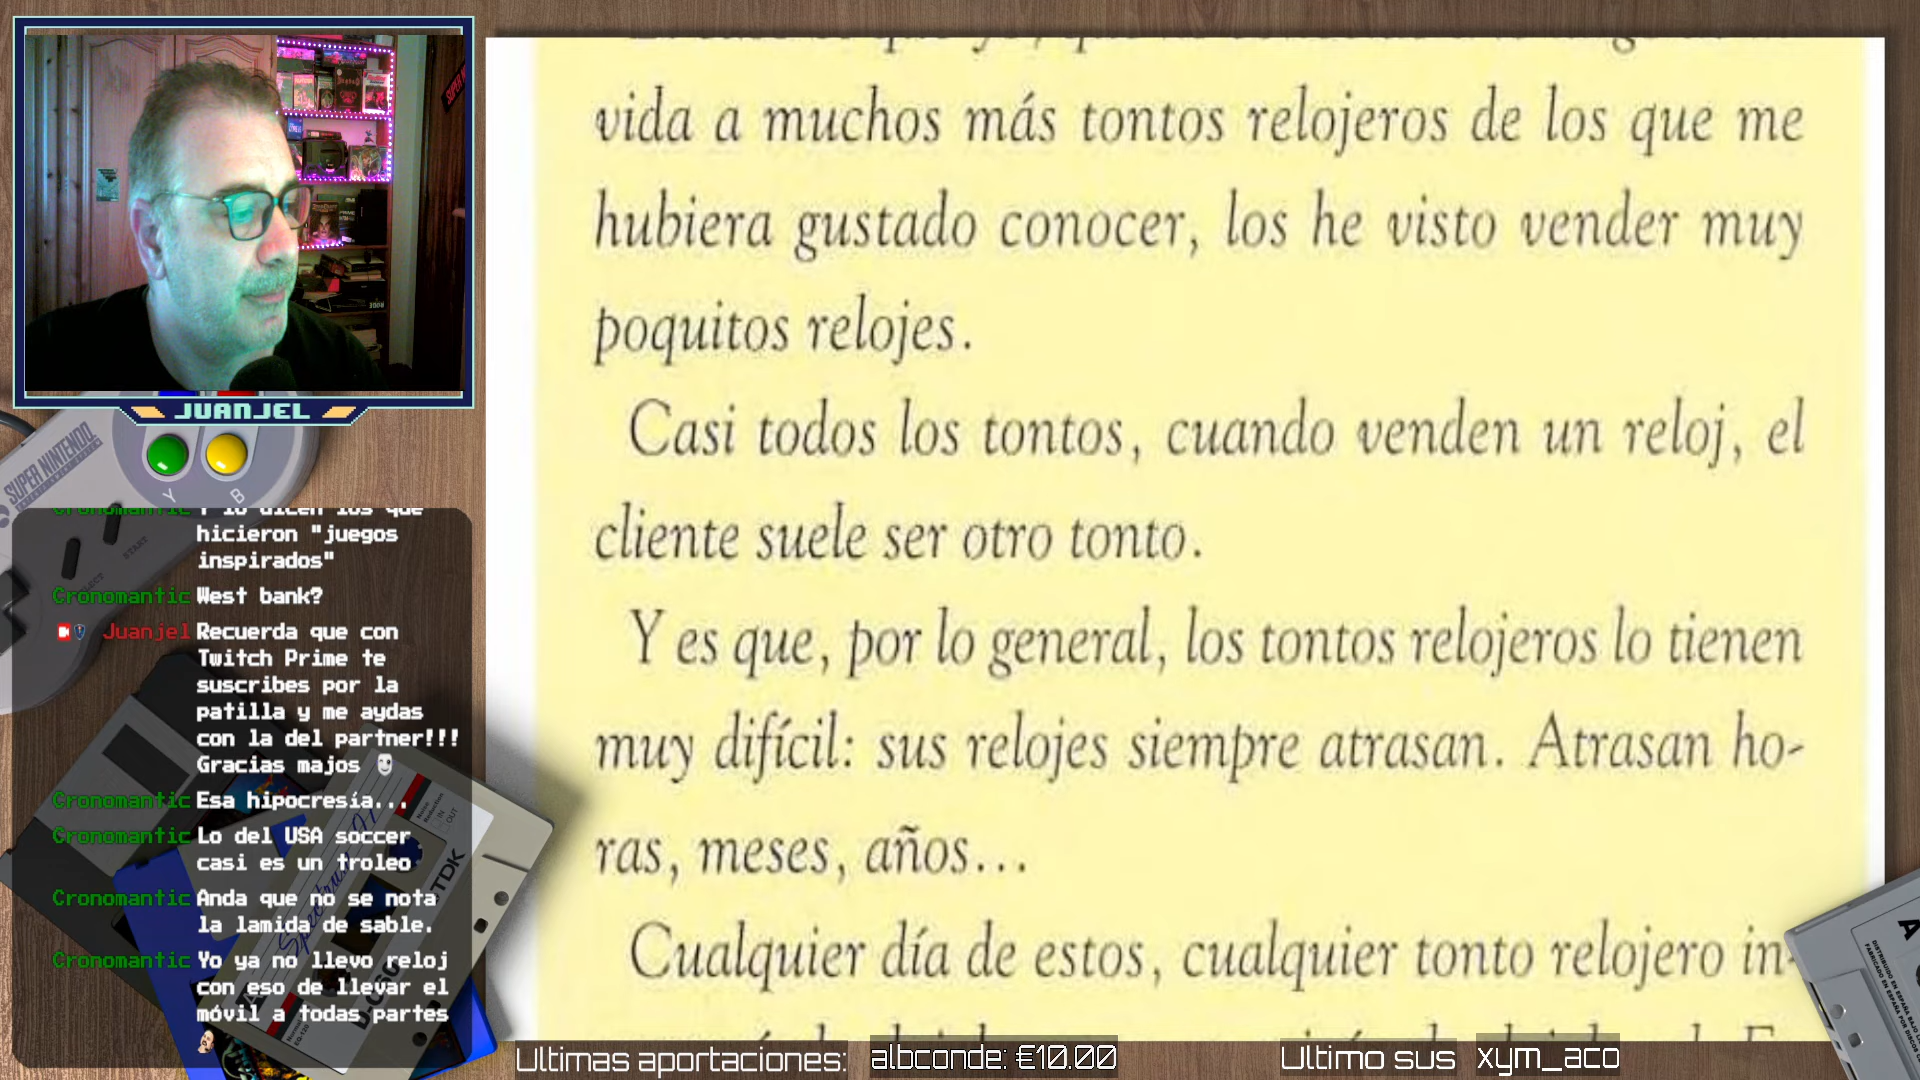 vida a muchos más tontos relojeros de los que me
hubiera gustado conocer, los he visto vender muy
poquitos relojes.
Casi todos los tontos, cuando venden un reloj, el
cliente suele ser otro tonto.
Y es que, por lo general, los tontos relojeros lo tienen
muy difícil: sus relojes siempre atrasan. Atrasan ho-
ras, meses, años...
Cualquier día de estos, cualquier tonto relojero in-
JUANJEL
SUPER NINTENDO
Y B
START
Cronomantic Y lo dicen los que
hicieron "juegos
inspirados"
Cronomantic West bank?
Juanjel Recuerda que con
Twitch Prime te
suscribes por la
patilla y me aydas
con la del partner!!!
Gracias majos
Cronomantic Esa hipocresía...
Cronomantic Lo del USA soccer
casi es un troleo
Cronomantic Anda que no se nota
la lamida de sable.
Cronomantic Yo ya no llevo reloj
con eso de llevar el
móvil a todas partes
TDK
Ultimas aportaciones: albconde: €10.00
Ultimo sus xym_aco